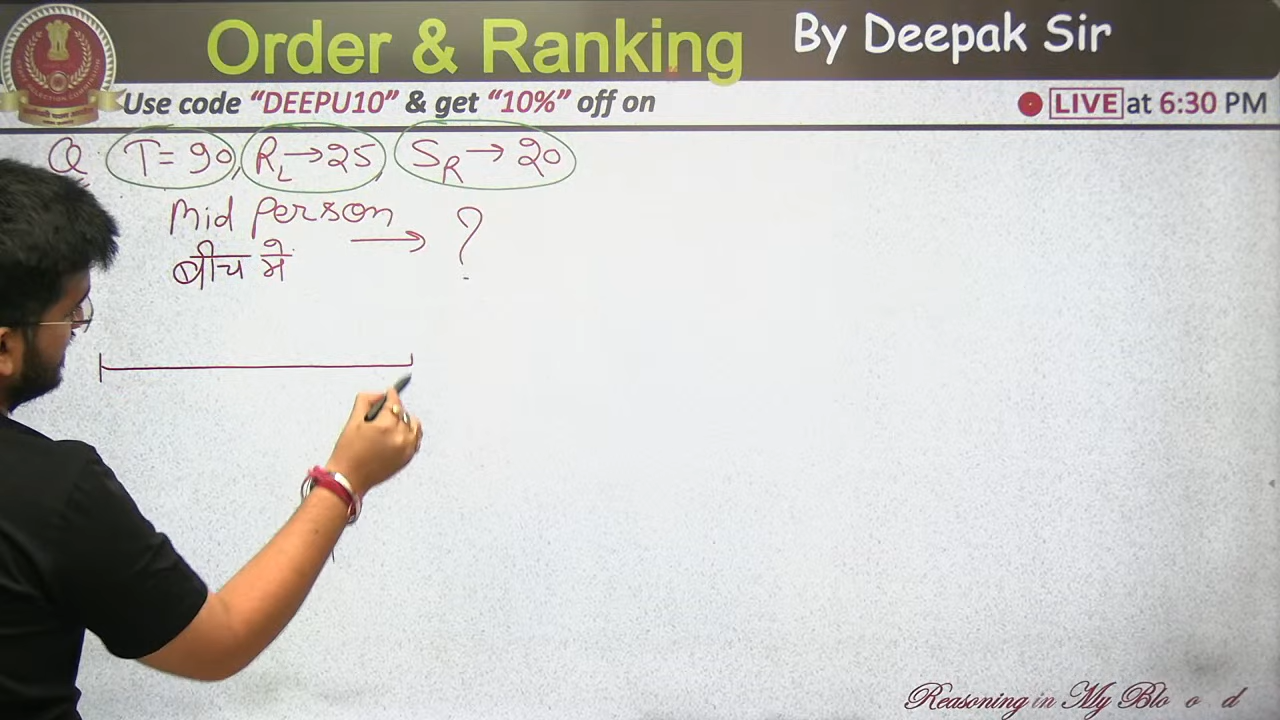 Order & Ranking By Deepak Sir
Use code “DEEPU10” & get “10%” off on LIVE at 6:30 PM
Q T=90, R_L→25, S_R→20
Mid Person → ?
बीच में
Reasoning in My Blo o d